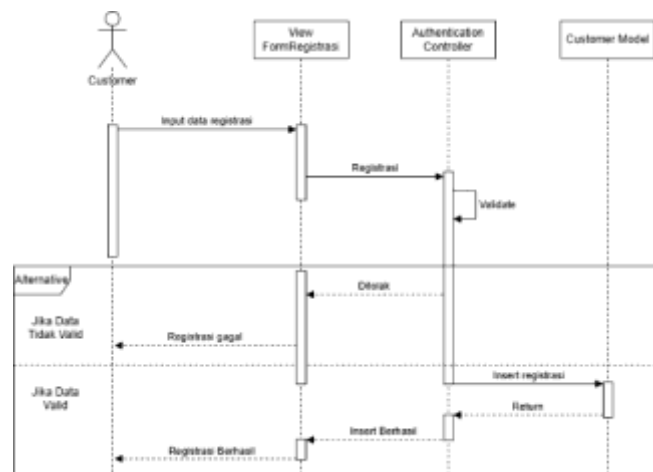 View
FormRegistrasi
Authentication
Controller
Customer Model
Customer
Input data registrasi
Registrasi
Validate
Alternative
Ditolak
Jika Data
Tidak Valid
Registrasi gagal
Jika Data
Valid
Insert registrasi
Return
Insert Berhasil
Registrasi Berhasil